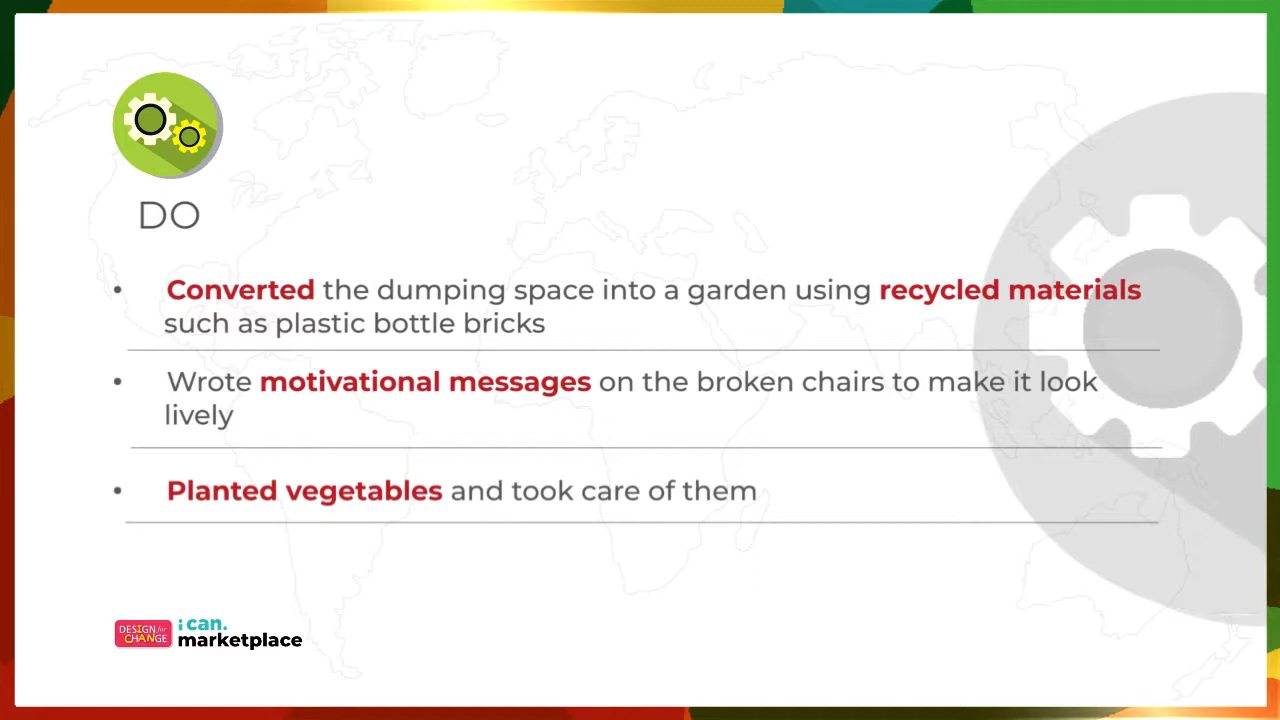 DO
• Converted the dumping space into a garden using recycled materials
such as plastic bottle bricks
• Wrote motivational messages on the broken chairs to make it look
lively
• Planted vegetables and took care of them
DESIGN for
CHANGE
i can.
marketplace